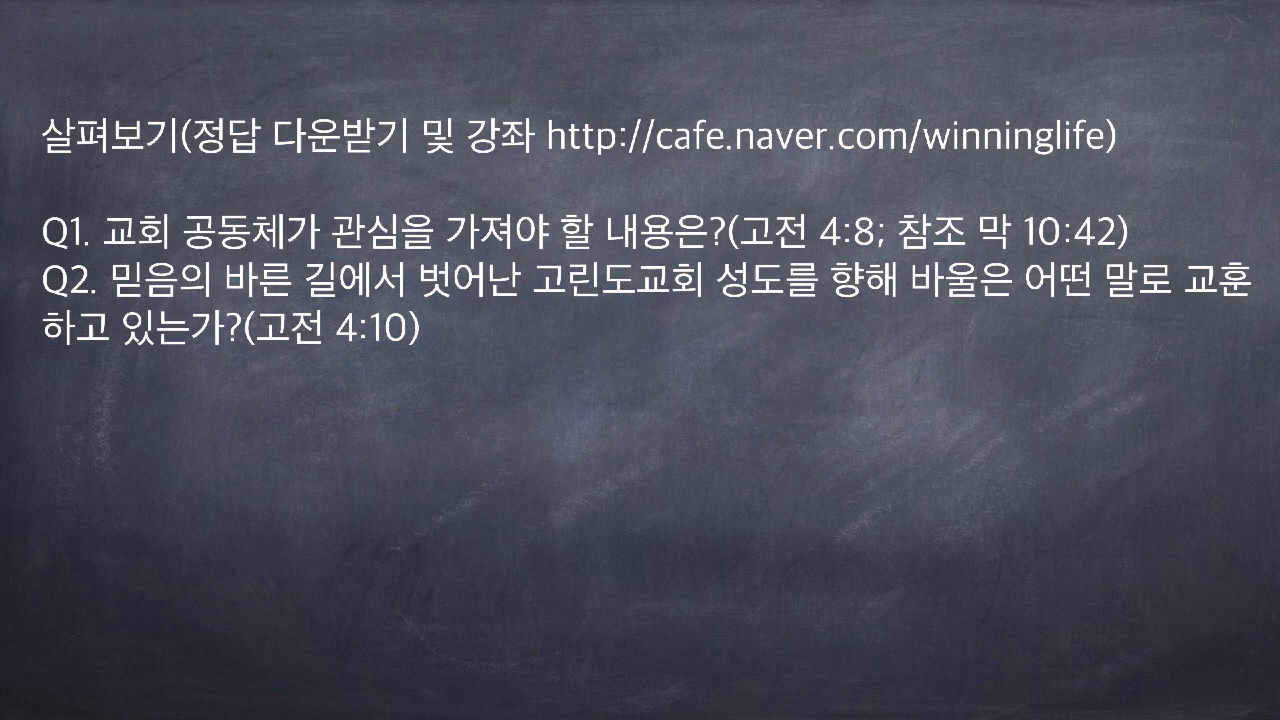 살펴보기(정답 다운받기 및 강좌 http://cafe.naver.com/winninglife)
Q1. 교회 공동체가 관심을 가져야 할 내용은?(고전 4:8; 참조 막 10:42)
Q2. 믿음의 바른 길에서 벗어난 고린도교회 성도를 향해 바울은 어떤 말로 교훈
하고 있는가?(고전 4:10)